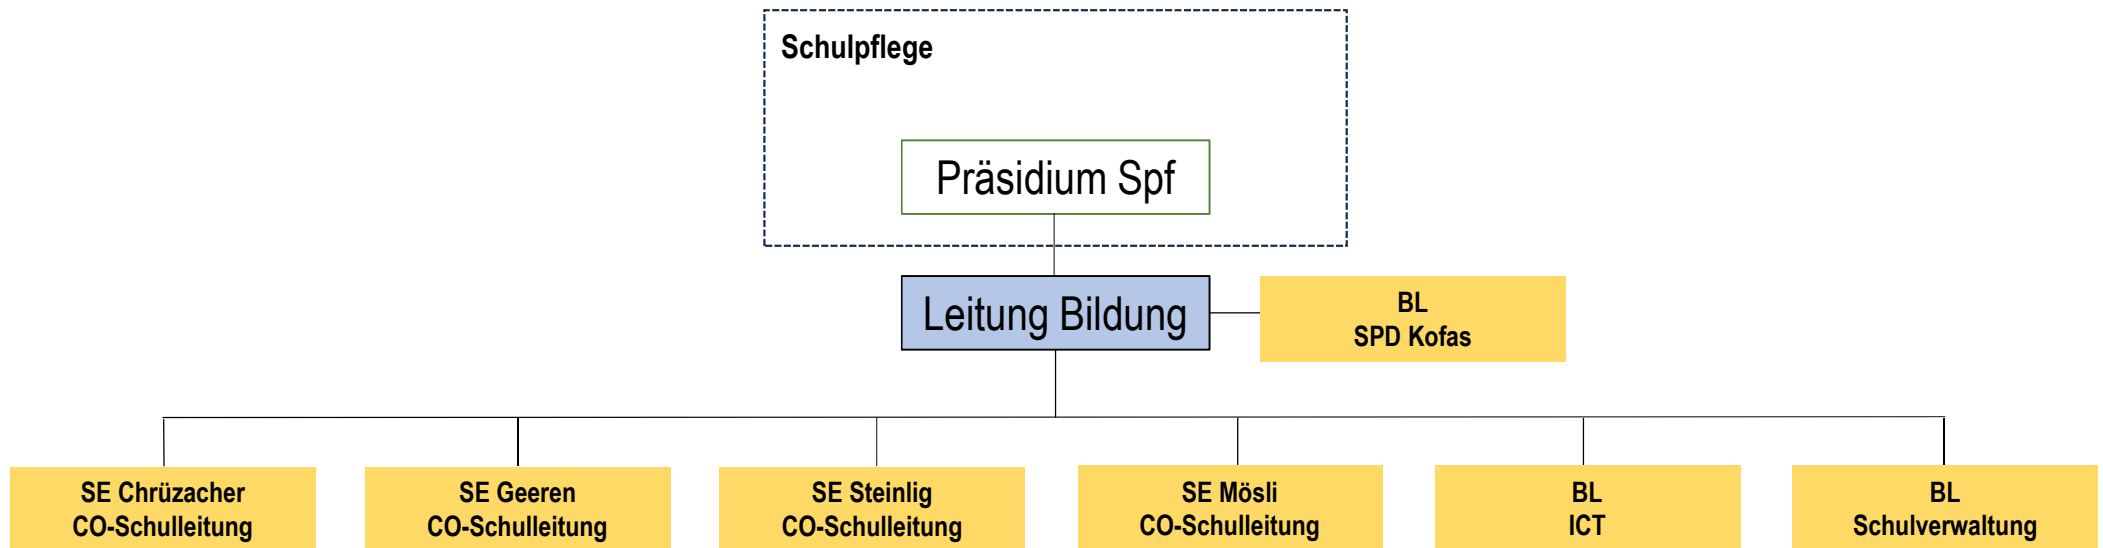 Schulpflege
Präsidium Spf
Leitung Bildung
BL
SPD Kofas
SE Chrüzacher
CO-Schulleitung
SE Geeren
CO-Schulleitung
SE Steinlig
CO-Schulleitung
SE Mösli
CO-Schulleitung
BL
ICT
BL
Schulverwaltung